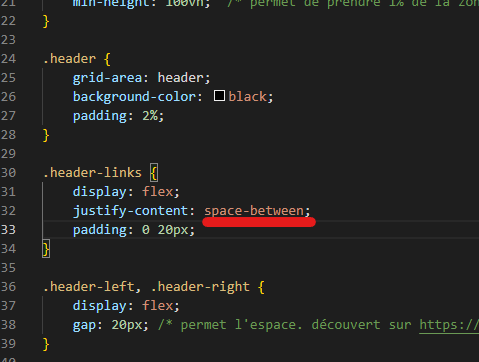 21 min-height: 100vh; /* permet de prendre 1% de la zon
22 }
23
24 .header {
25 grid-area: header;
26 background-color: black;
27 padding: 2%;
28 }
29
30 .header-links {
31 display: flex;
32 justify-content: space-between;
33 padding: 0 20px;
34 }
35
36 .header-left, .header-right {
37 display: flex;
38 gap: 20px; /* permet l'espace. découvert sur https://
39 }